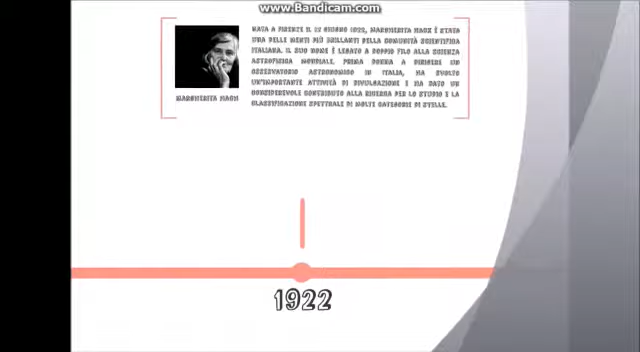 www.Bandicam.com
NATA A FIRENZE IL 12 GIUGNO 1922, MARGHERITA HACK È STATA
UNA DELLE MENTI PIÙ BRILLANTI DELLA COMUNITÀ SCIENTIFICA
ITALIANA. IL SUO NOME È LEGATO A DOPPIO FILO ALLA SCIENZA
ASTROFISICA MONDIALE. PRIMA DONNA A DIRIGERE UN
OSSERVATORIO ASTRONOMICO IN ITALIA, HA SVOLTO
UN'IMPORTANTE ATTIVITÀ DI DIVULGAZIONE E HA DATO UN
CONSIDEREVOLE CONTRIBUTO ALLA RICERCA PER LO STUDIO E LA
CLASSIFICAZIONE SPETTRALE DI MOLTE CATEGORIE DI STELLE.
MARGHERITA HACK
1922